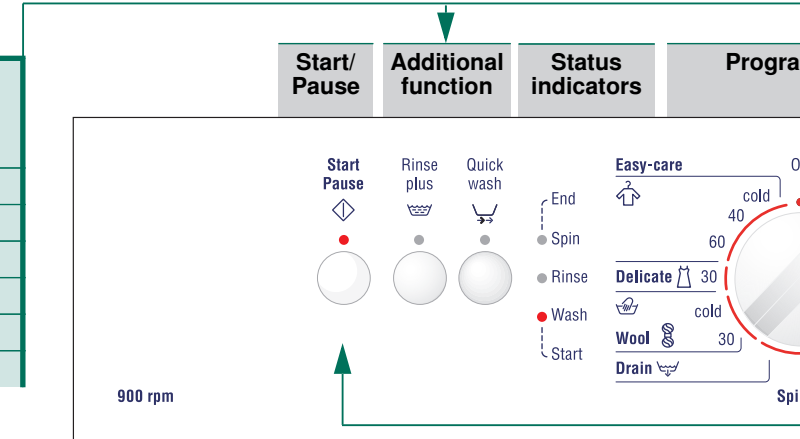 Start/
Pause
Additional
function
Status
indicators
Progra
Start
Pause
Rinse
plus
Quick
wash
End
Spin
Rinse
Wash
Start
Easy-care
cold
40
60
Delicate 30
cold
Wool 30
Drain
900 rpm
Spi